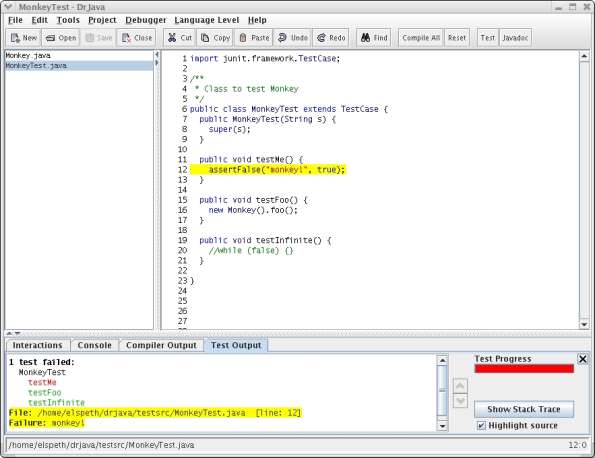 MonkeyTest - DrJava
File Edit Tools Project Debugger Language Level Help
New Open Save Close Cut Copy Paste Undo Redo Find Compile All Reset Test Javadoc
Monkey.java
MonkeyTest.java
1 import junit.framework.TestCase;
2
3 /**
4 * Class to test Monkey
5 */
6 public class MonkeyTest extends TestCase {
7 public MonkeyTest(String s) {
8 super(s);
9 }
10
11 public void testMe() {
12 assertFalse("monkey1", true);
13 }
14
15 public void testFoo() {
16 new Monkey().foo();
17 }
18
19 public void testInfinite() {
20 //while (false) {}
21 }
22
23 }
24
25
26
27
Interactions Console Compiler Output Test Output
1 test failed:
MonkeyTest
testMe
testFoo
testInfinite
File: /home/elspeth/drjava/testsrc/MonkeyTest.java [line: 12]
Failure: monkey1
Test Progress
Show Stack Trace
Highlight source
/home/elspeth/drjava/testsrc/MonkeyTest.java 12:0